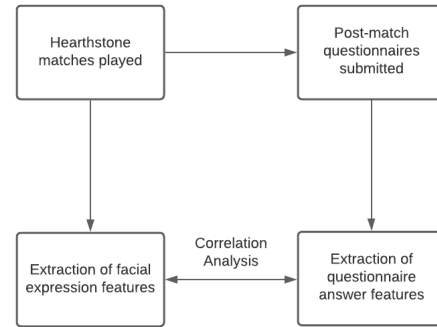 Hearthstone
matches played
Post-match
questionnaires
submitted
Correlation
Analysis
Extraction of facial
expression features
Extraction of
questionnaire
answer features